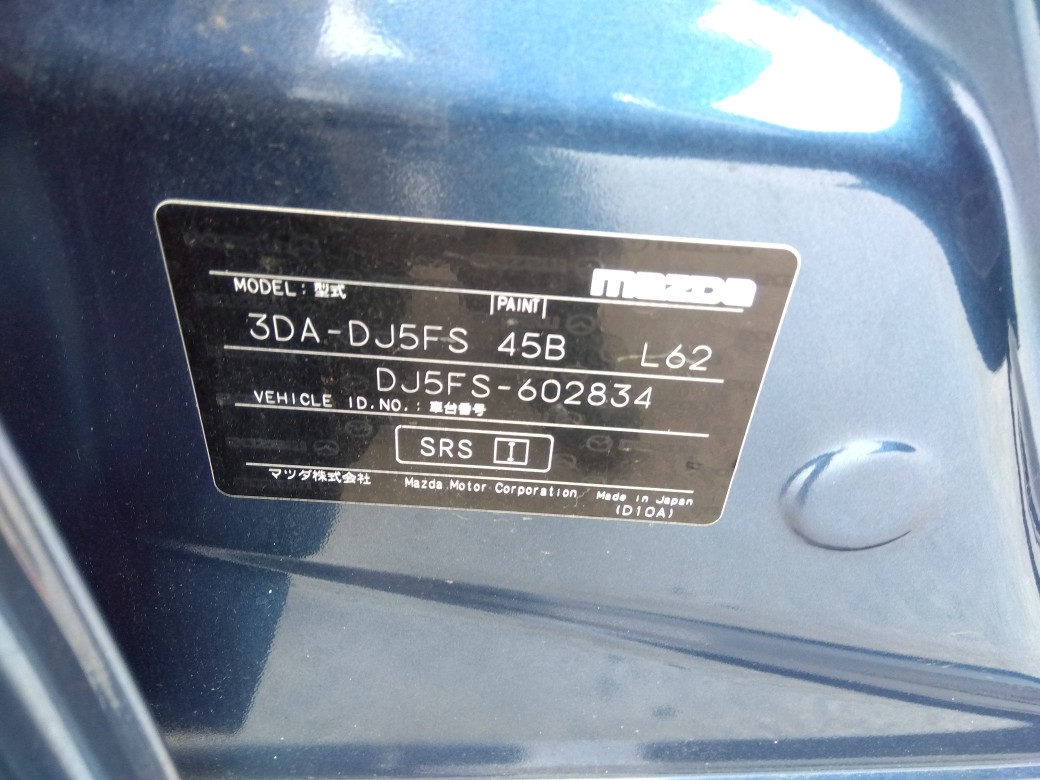 mazda
MODEL: 型式
PAINT
3DA-DJ5FS 45B L62
DJ5FS-602834
VEHICLE ID.NO.: 車台番号
SRS I
マツダ株式会社 Mazda Motor Corporation Made in Japan
(D10A)